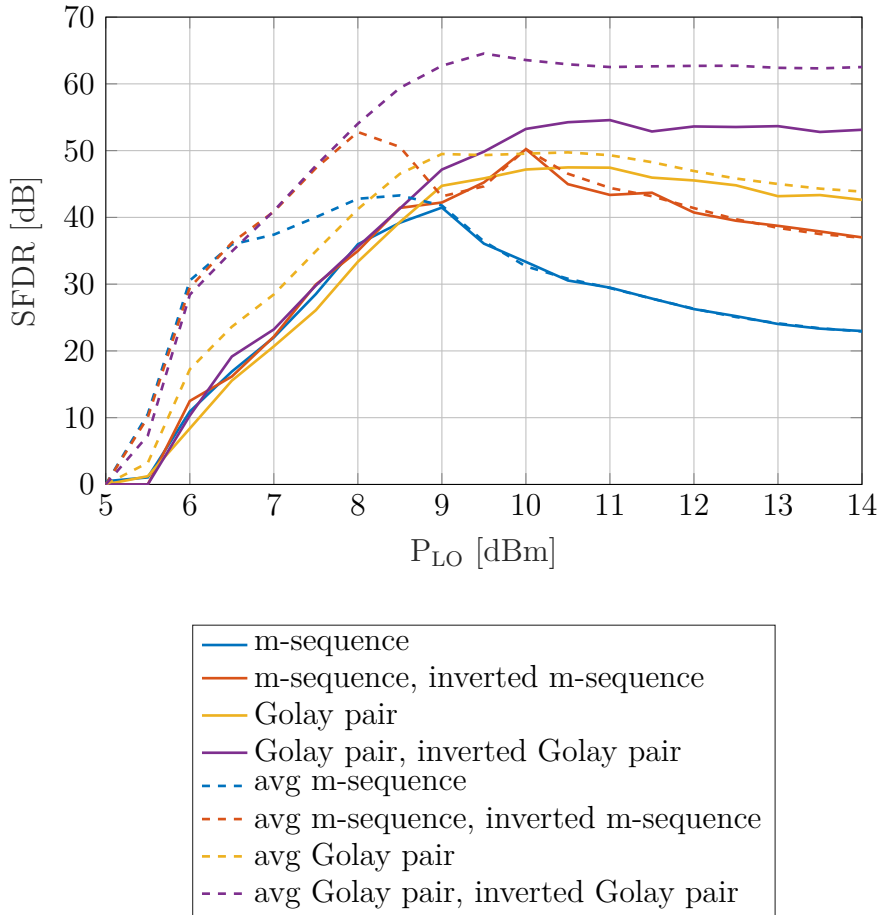 70
60
50
40
30
20
10
0
SFDR [dB]
5 6 7 8 9 10 11 12 13 14
P_LO [dBm]
m-sequence
m-sequence, inverted m-sequence
Golay pair
Golay pair, inverted Golay pair
avg m-sequence
avg m-sequence, inverted m-sequence
avg Golay pair
avg Golay pair, inverted Golay pair